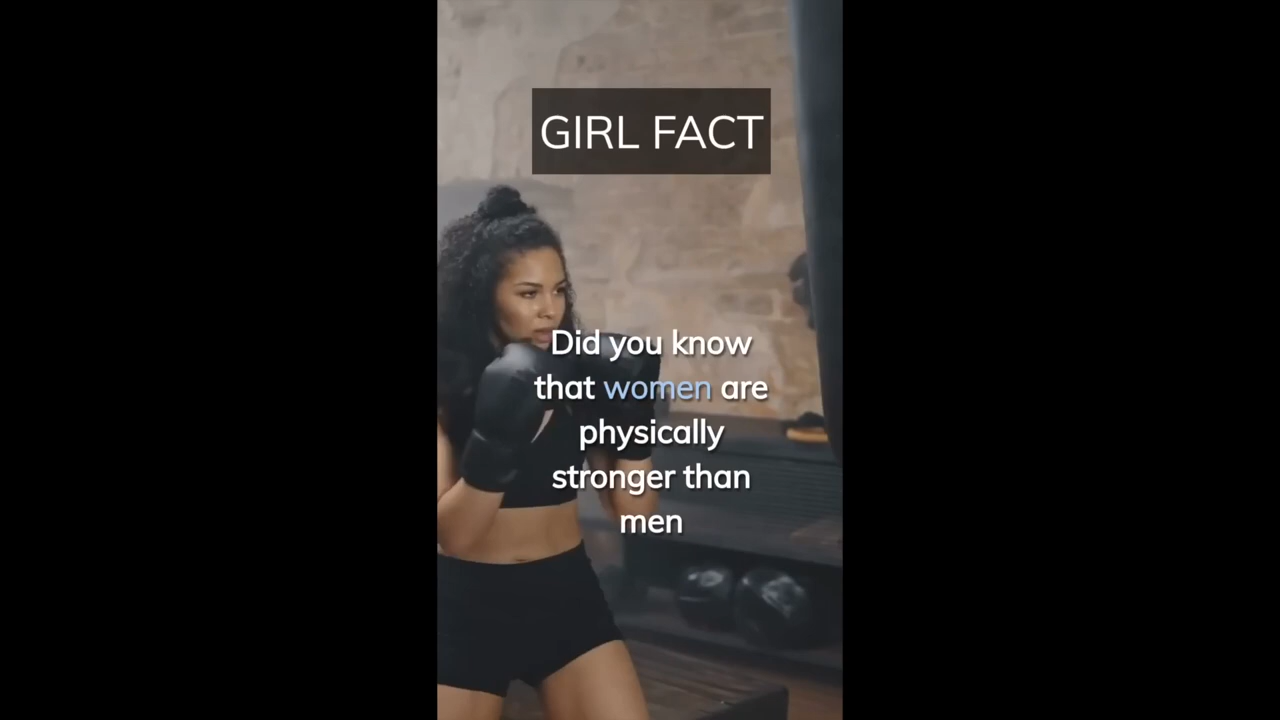 GIRL FACT
Did you know
that women are
physically
stronger than
men